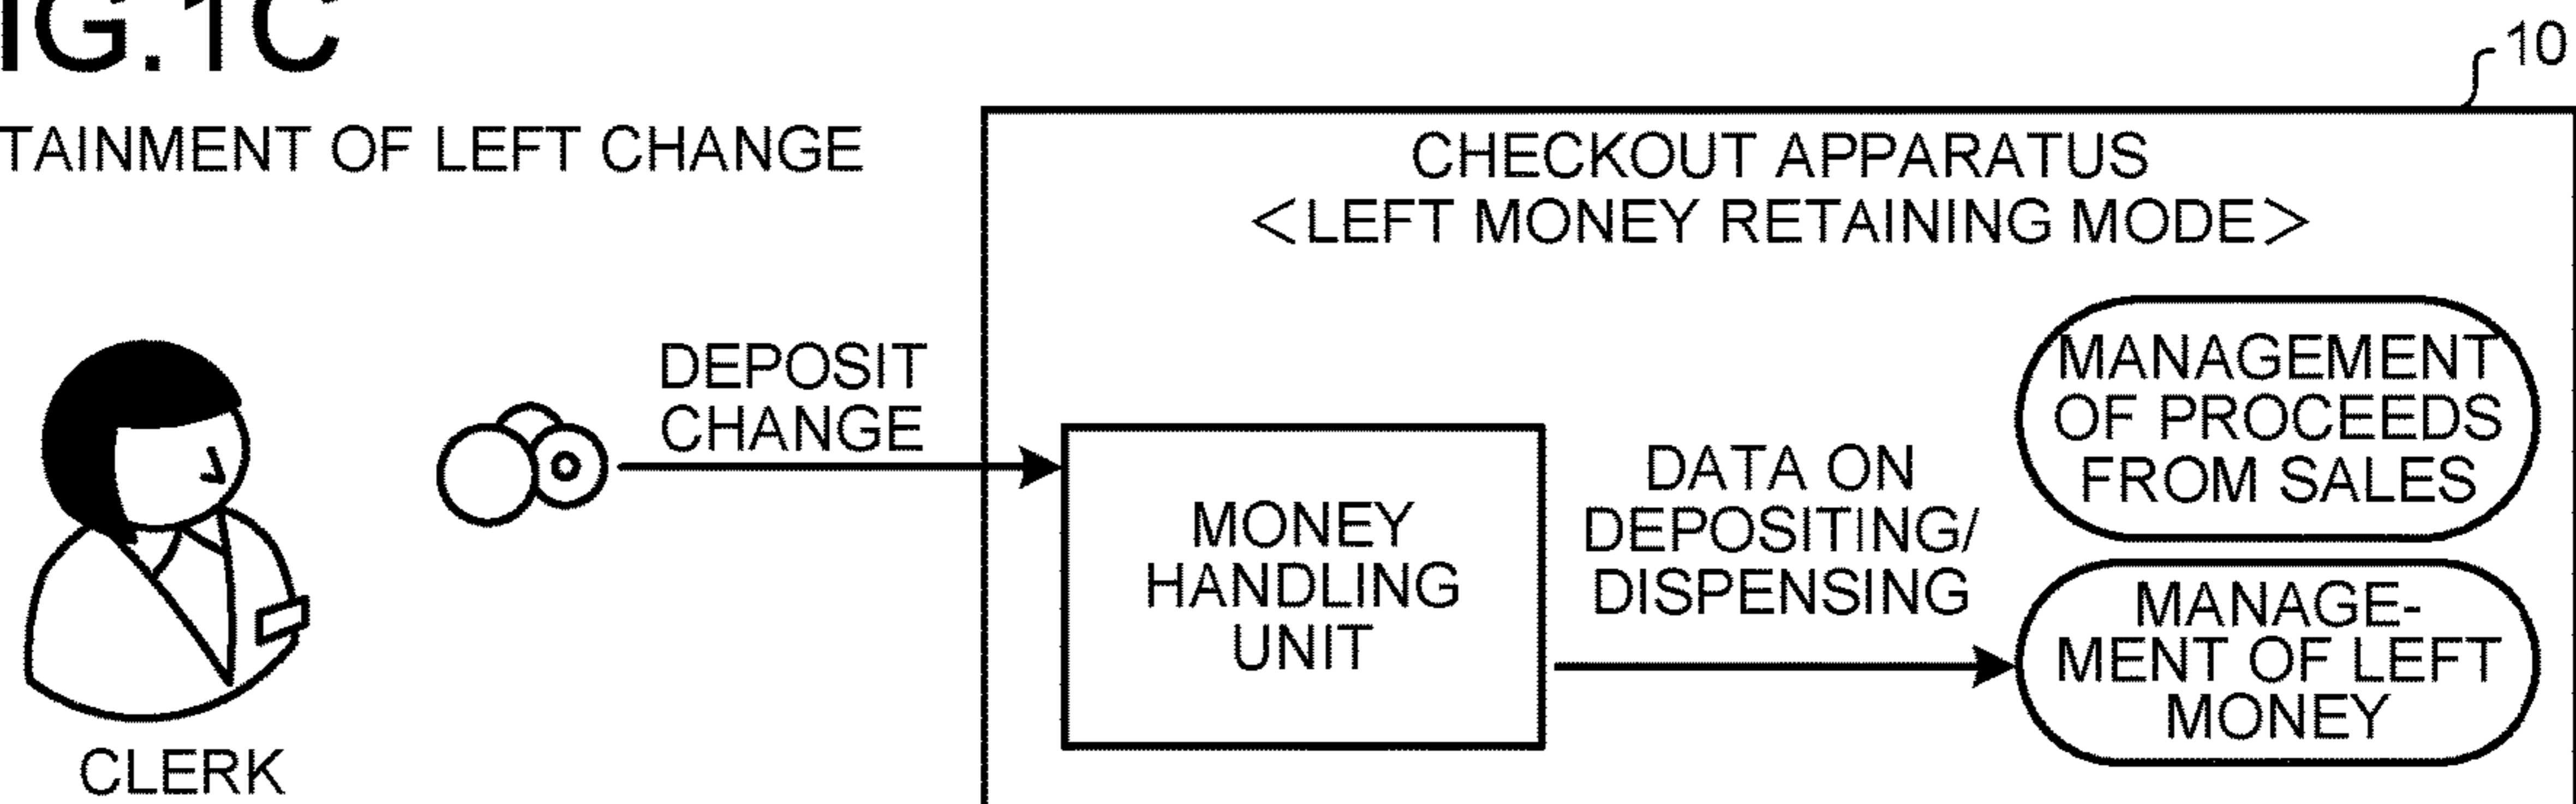 IG.1C
10
TAINMENT OF LEFT CHANGE
CHECKOUT APPARATUS
<LEFT MONEY RETAINING MODE>
DEPOSIT
CHANGE
MONEY
HANDLING
UNIT
DATA ON
DEPOSITING/
DISPENSING
MANAGEMENT
OF PROCEEDS
FROM SALES
MANAGE-
MENT OF LEFT
MONEY
CLERK